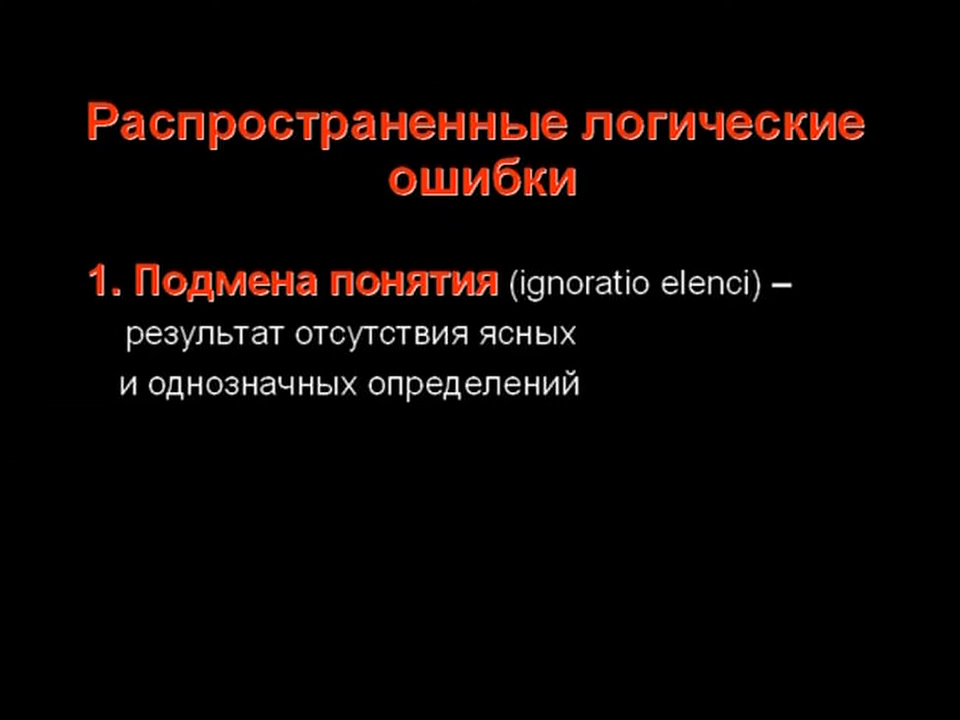 Распространенные логические
ошибки
1. Подмена понятия (ignoratio elenci) –
результат отсутствия ясных
и однозначных определений